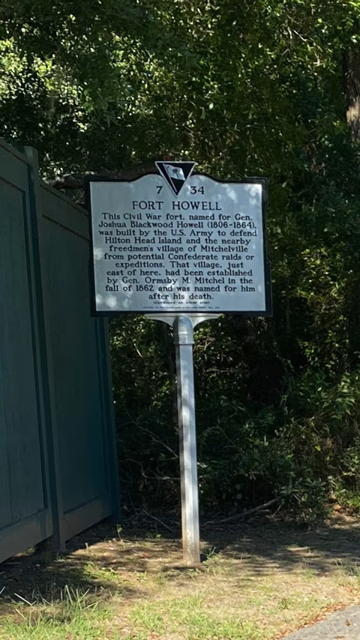 7 34
FORT HOWELL
This Civil War fort, named for Gen.
Joshua Blackwood Howell (1806-1864),
was built by the U.S. Army to defend
Hilton Head Island and the nearby
freedmen's village of Mitchelville
from potential Confederate raids or
expeditions. That village, just
east of here, had been established
by Gen. Ormsby M. Mitchel in the
fall of 1862 and was named for him
after his death.